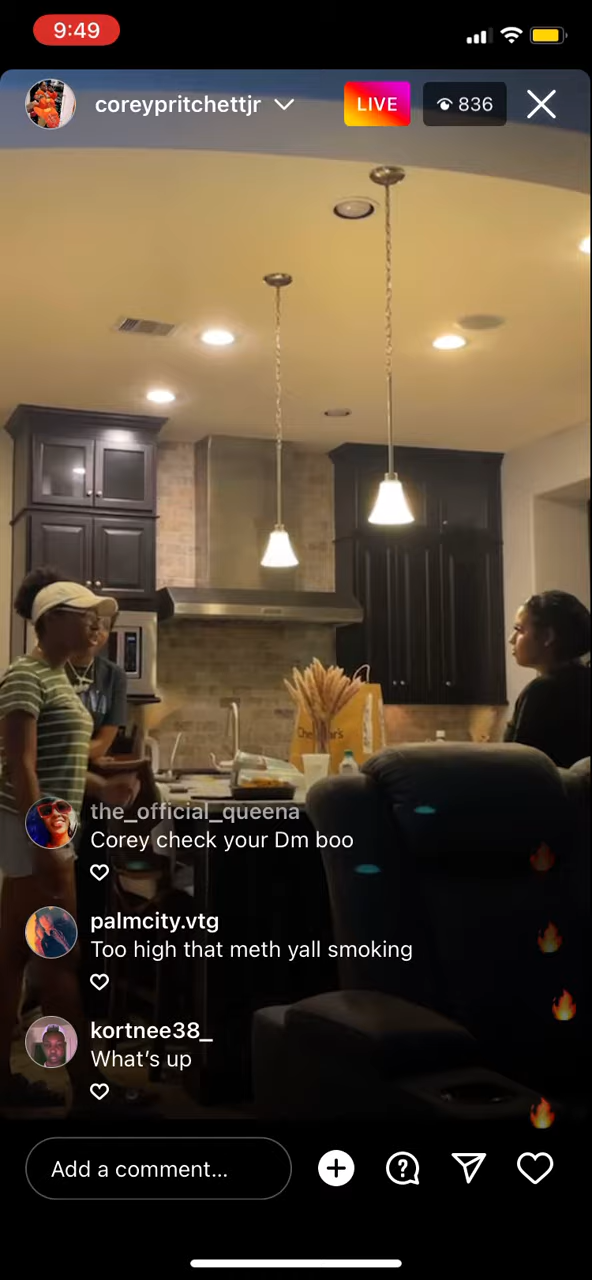 9:49
coreypritchettjr
LIVE
836
the_official_queena
Corey check your Dm boo
palmcity.vtg
Too high that meth yall smoking
kortnee38_
What's up
Add a comment...